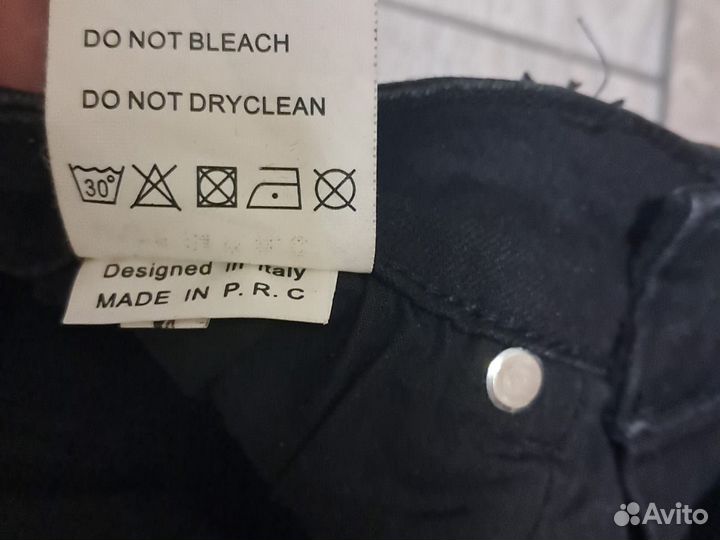 DO NOT BLEACH
DO NOT DRYCLEAN
30°
Designed in Italy
MADE IN P.R.C
Avito